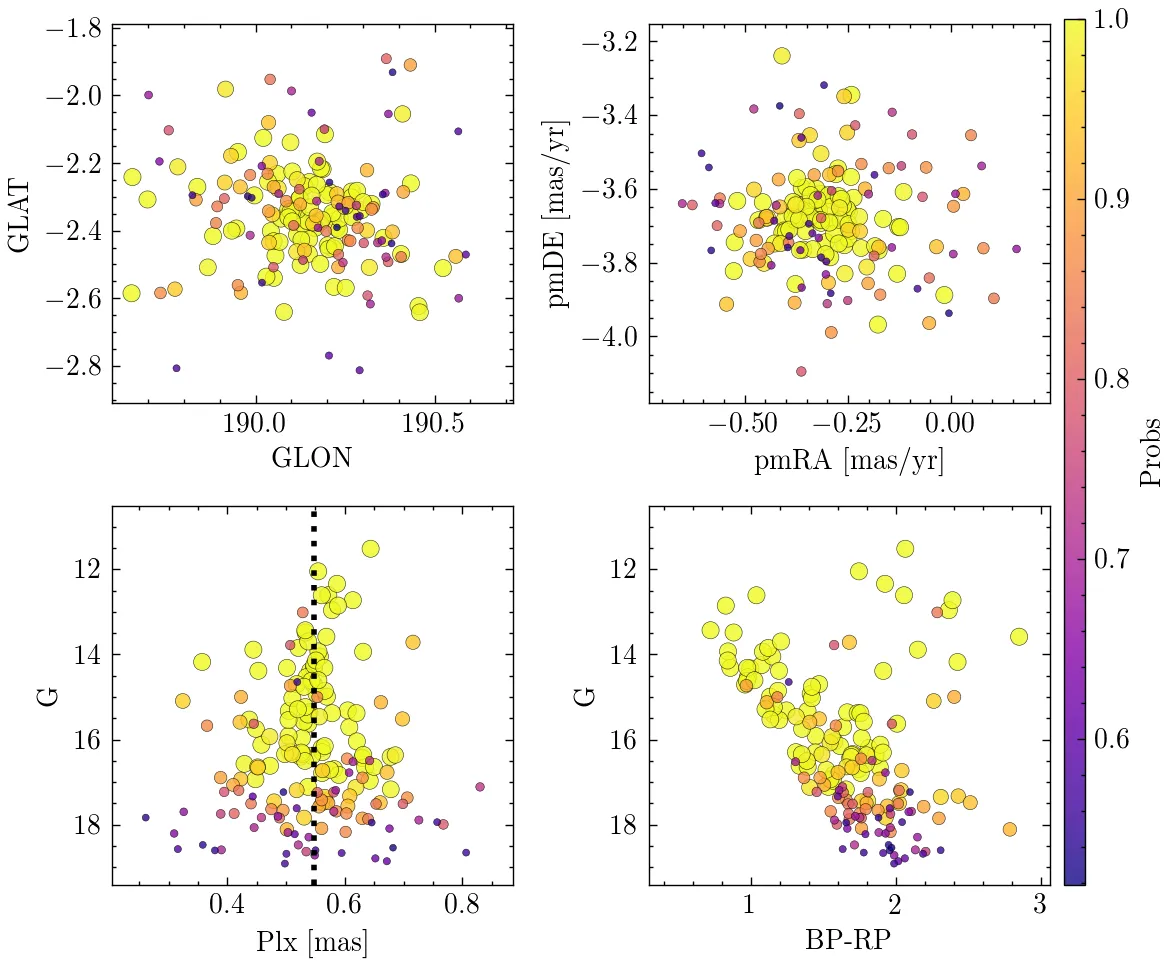 −1.8
−2.0
−2.2
−2.4
−2.6
−2.8
GLAT
190.0 190.5
GLON
−3.2
−3.4
−3.6
−3.8
−4.0
pmDE [mas/yr]
−0.50 −0.25 0.00
pmRA [mas/yr]
12
14
16
18
G
0.4 0.6 0.8
Plx [mas]
12
14
16
18
G
1 2 3
BP-RP
1.0
0.9
0.8
0.7
0.6
Probs